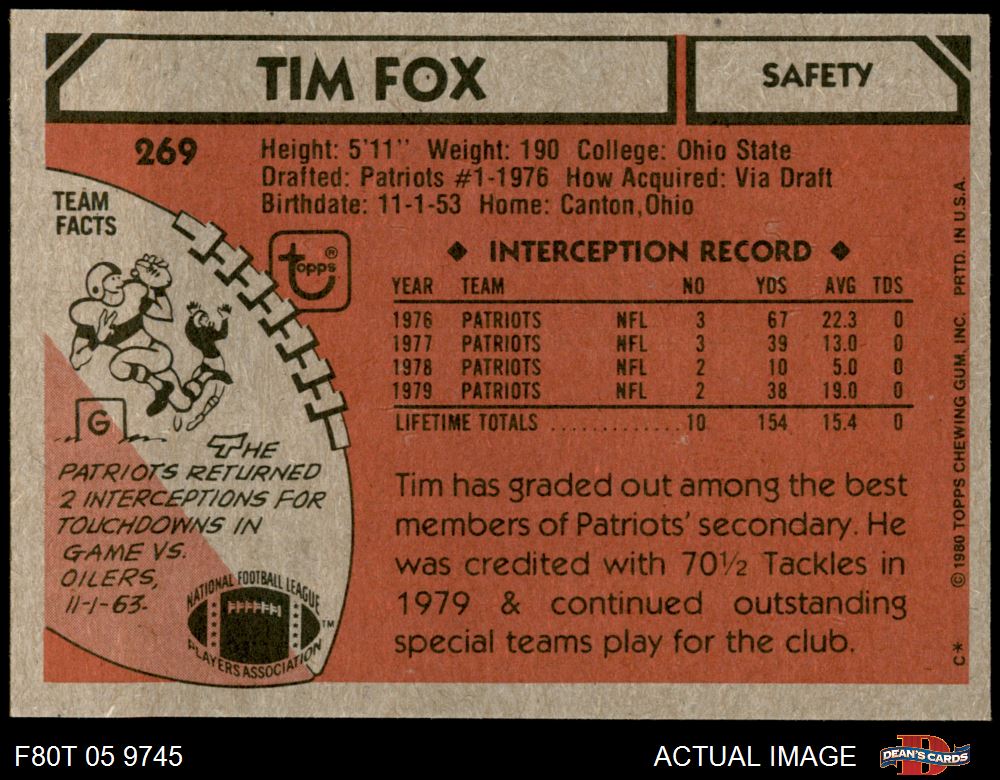 TIM FOX
SAFETY
269
Height: 5'11" Weight: 190 College: Ohio State
Drafted: Patriots #1-1976 How Acquired: Via Draft
Birthdate: 11-1-53 Home: Canton, Ohio
TEAM
FACTS
topps ®
◆ INTERCEPTION RECORD ◆
YEAR TEAM NO YDS AVG TDS
1976 PATRIOTS NFL 3 67 22.3 0
1977 PATRIOTS NFL 3 39 13.0 0
1978 PATRIOTS NFL 2 10 5.0 0
1979 PATRIOTS NFL 2 38 19.0 0
LIFETIME TOTALS .............10 154 15.4 0
G
THE
PATRIOTS RETURNED
2 INTERCEPTIONS FOR
TOUCHDOWNS IN
GAME VS.
OILERS,
11-1-63.
NATIONAL FOOTBALL LEAGUE
PLAYERS ASSOCIATION
TM
Tim has graded out among the best
members of Patriots' secondary. He
was credited with 70½ Tackles in
1979 & continued outstanding
special teams play for the club.
C* © 1980 TOPPS CHEWING GUM, INC. PRTD. IN U.S.A.
F80T 05 9745
ACTUAL IMAGE
DEAN'S CARDS